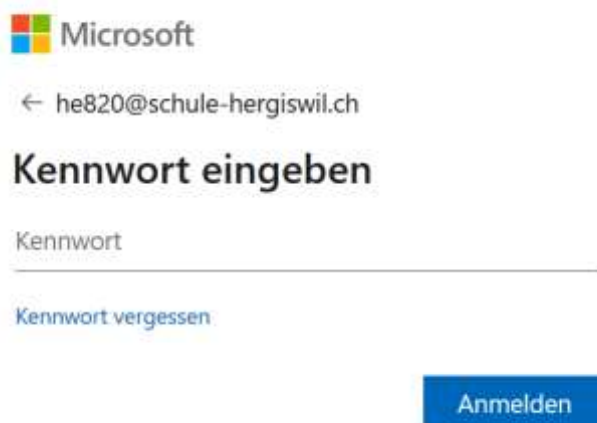 Microsoft
← he820@schule-hergiswil.ch
Kennwort eingeben
Kennwort
Kennwort vergessen
Anmelden